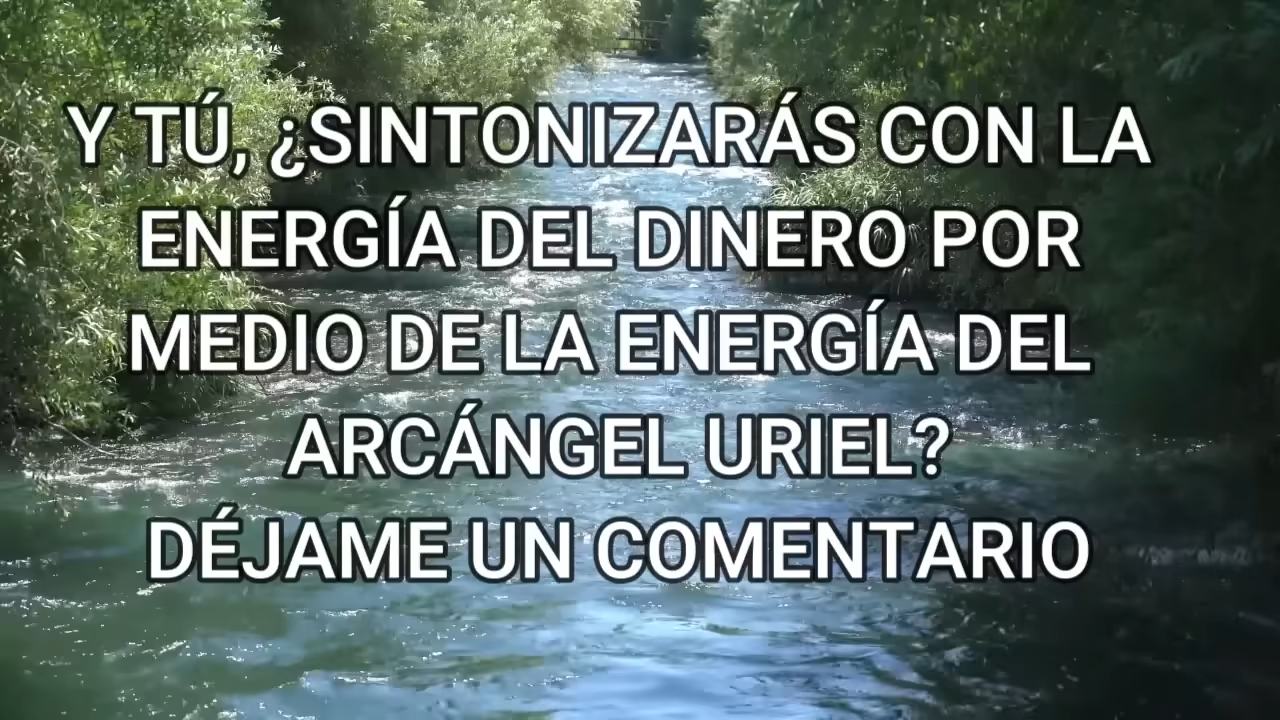 Y TÚ, ¿SINTONIZARÁS CON LA
ENERGÍA DEL DINERO POR
MEDIO DE LA ENERGÍA DEL
ARCÁNGEL URIEL?
DÉJAME UN COMENTARIO